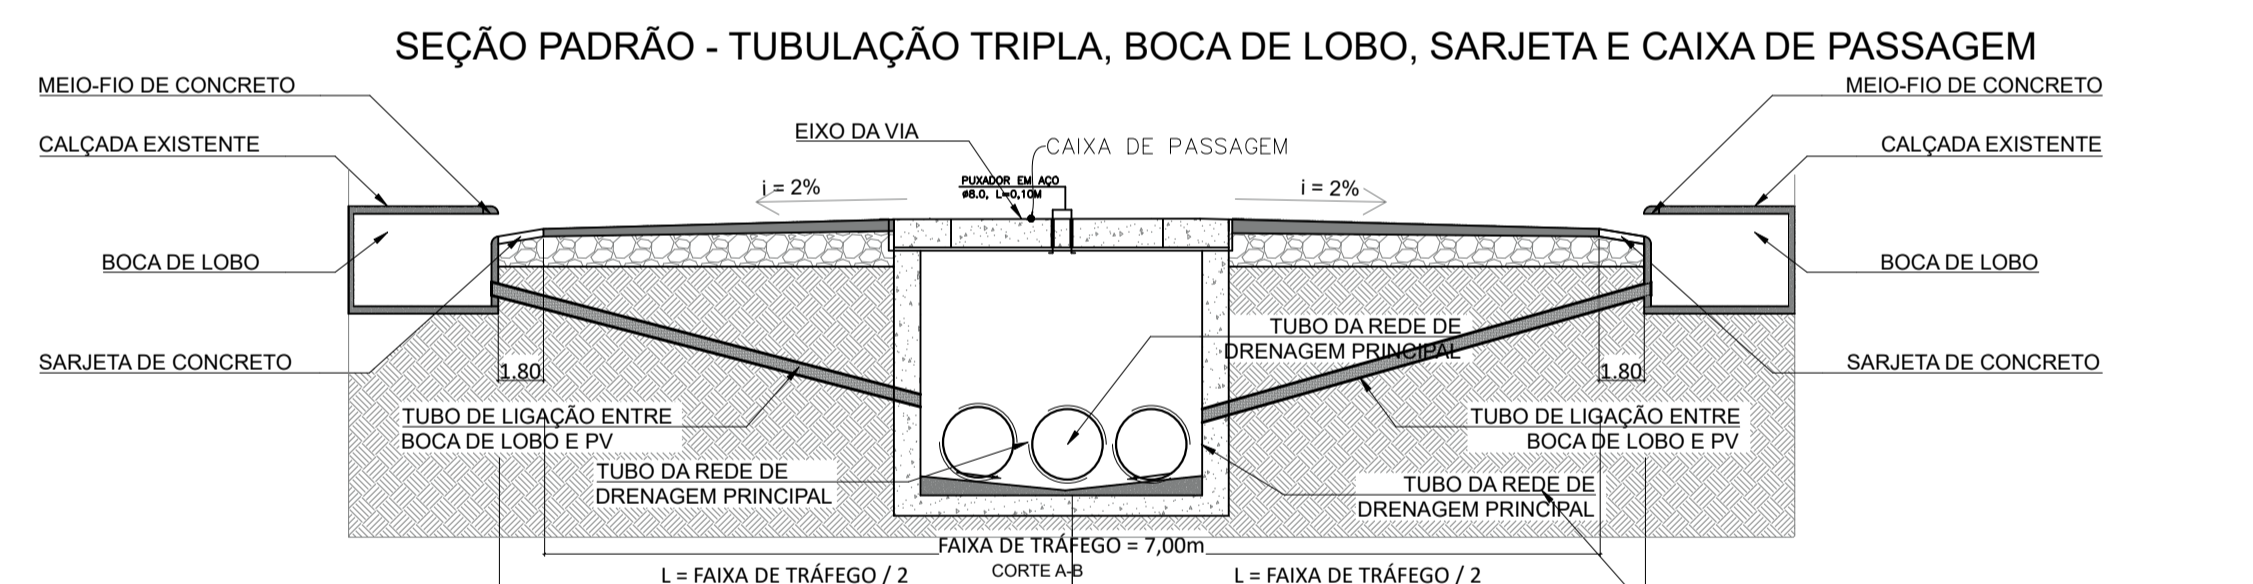 SEÇÃO PADRÃO - TUBULAÇÃO TRIPLA, BOCA DE LOBO, SARJETA E CAIXA DE PASSAGEM
MEIO-FIO DE CONCRETO
MEIO-FIO DE CONCRETO
EIXO DA VIA
CALÇADA EXISTENTE
CAIXA DE PASSAGEM
CALÇADA EXISTENTE
PUXADOR EM AÇO
ø8.0, L=0,10M
i = 2%
i = 2%
BOCA DE LOBO
BOCA DE LOBO
TUBO DA REDE DE
DRENAGEM PRINCIPAL
SARJETA DE CONCRETO
SARJETA DE CONCRETO
1.80
1.80
TUBO DE LIGAÇÃO ENTRE
BOCA DE LOBO E PV
TUBO DE LIGAÇÃO ENTRE
BOCA DE LOBO E PV
TUBO DA REDE DE
DRENAGEM PRINCIPAL
TUBO DA REDE DE
DRENAGEM PRINCIPAL
FAIXA DE TRÁFEGO = 7,00m
CORTE A-B
L = FAIXA DE TRÁFEGO / 2
L = FAIXA DE TRÁFEGO / 2